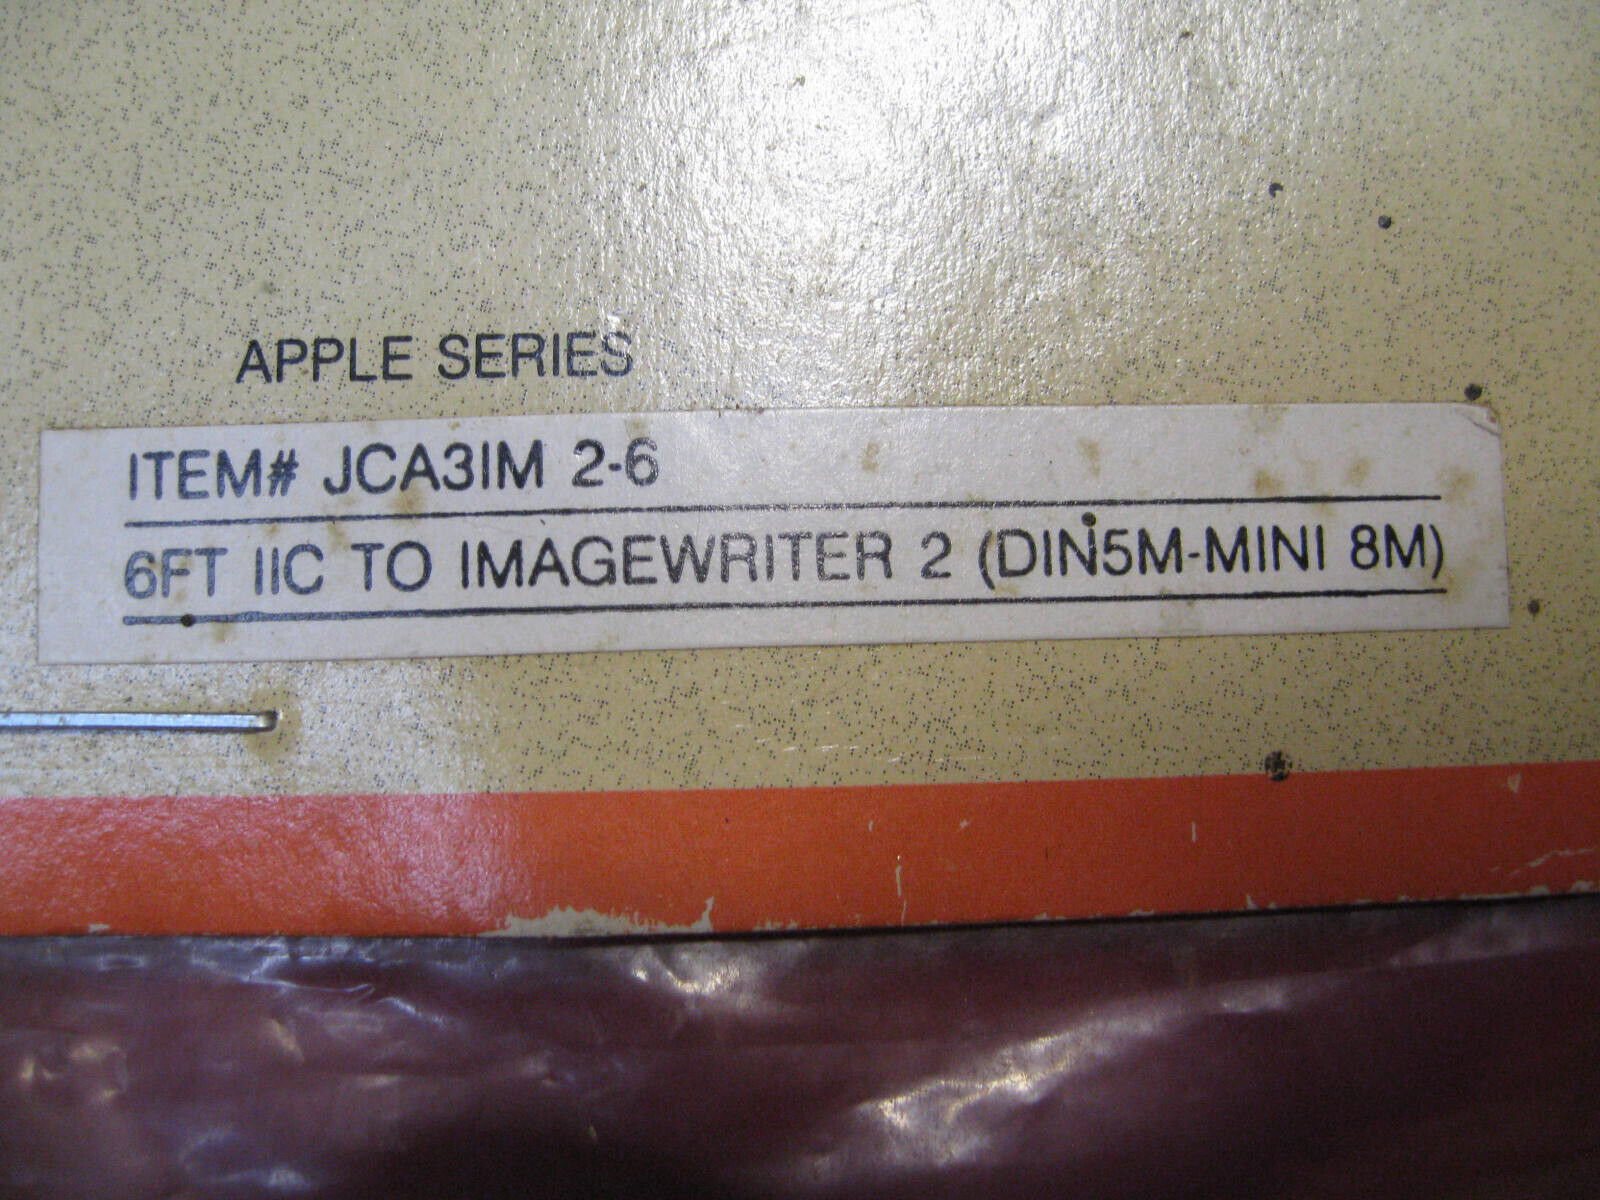 APPLE SERIES
ITEM# JCA3IM 2-6
6FT IIC TO IMAGEWRITER 2 (DIN5M-MINI 8M)